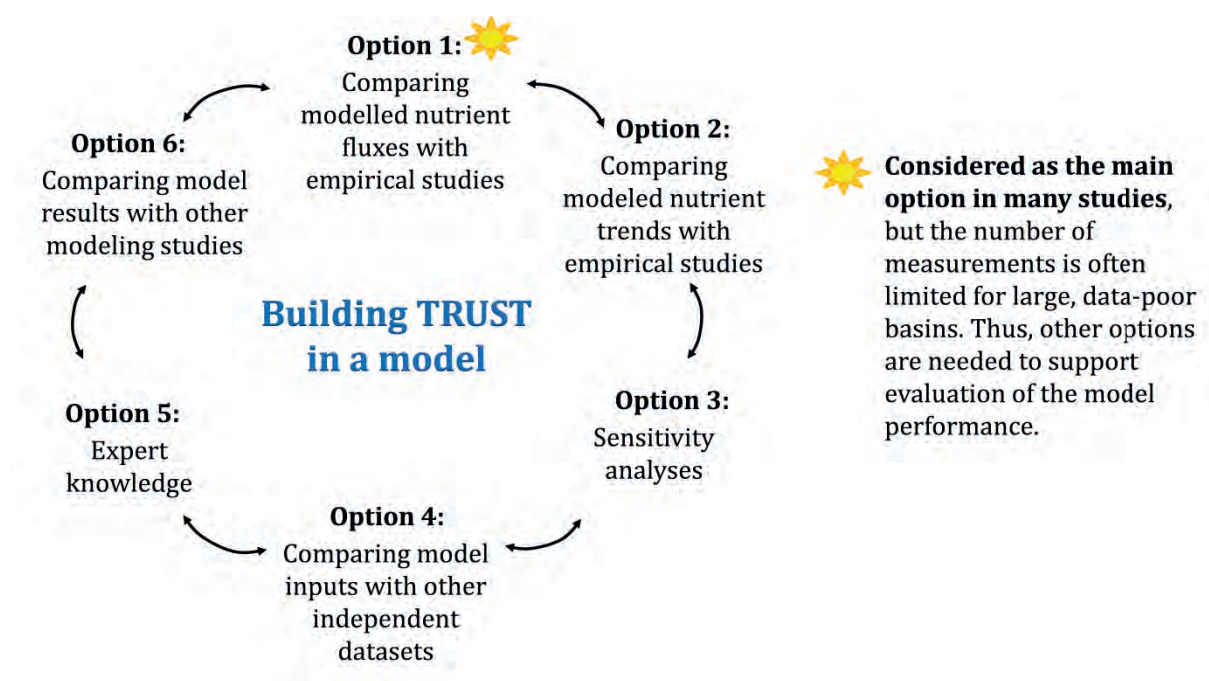 Option 1:
Comparing
modelled nutrient
fluxes with
empirical studies
Option 2:
Comparing
modeled nutrient
trends with
empirical studies
Option 3:
Sensitivity
analyses
Option 4:
Comparing model
inputs with other
independent
datasets
Option 5:
Expert
knowledge
Option 6:
Comparing model
results with other
modeling studies
Building TRUST
in a model
Considered as the main
option in many studies,
but the number of
measurements is often
limited for large, data-poor
basins. Thus, other options
are needed to support
evaluation of the model
performance.